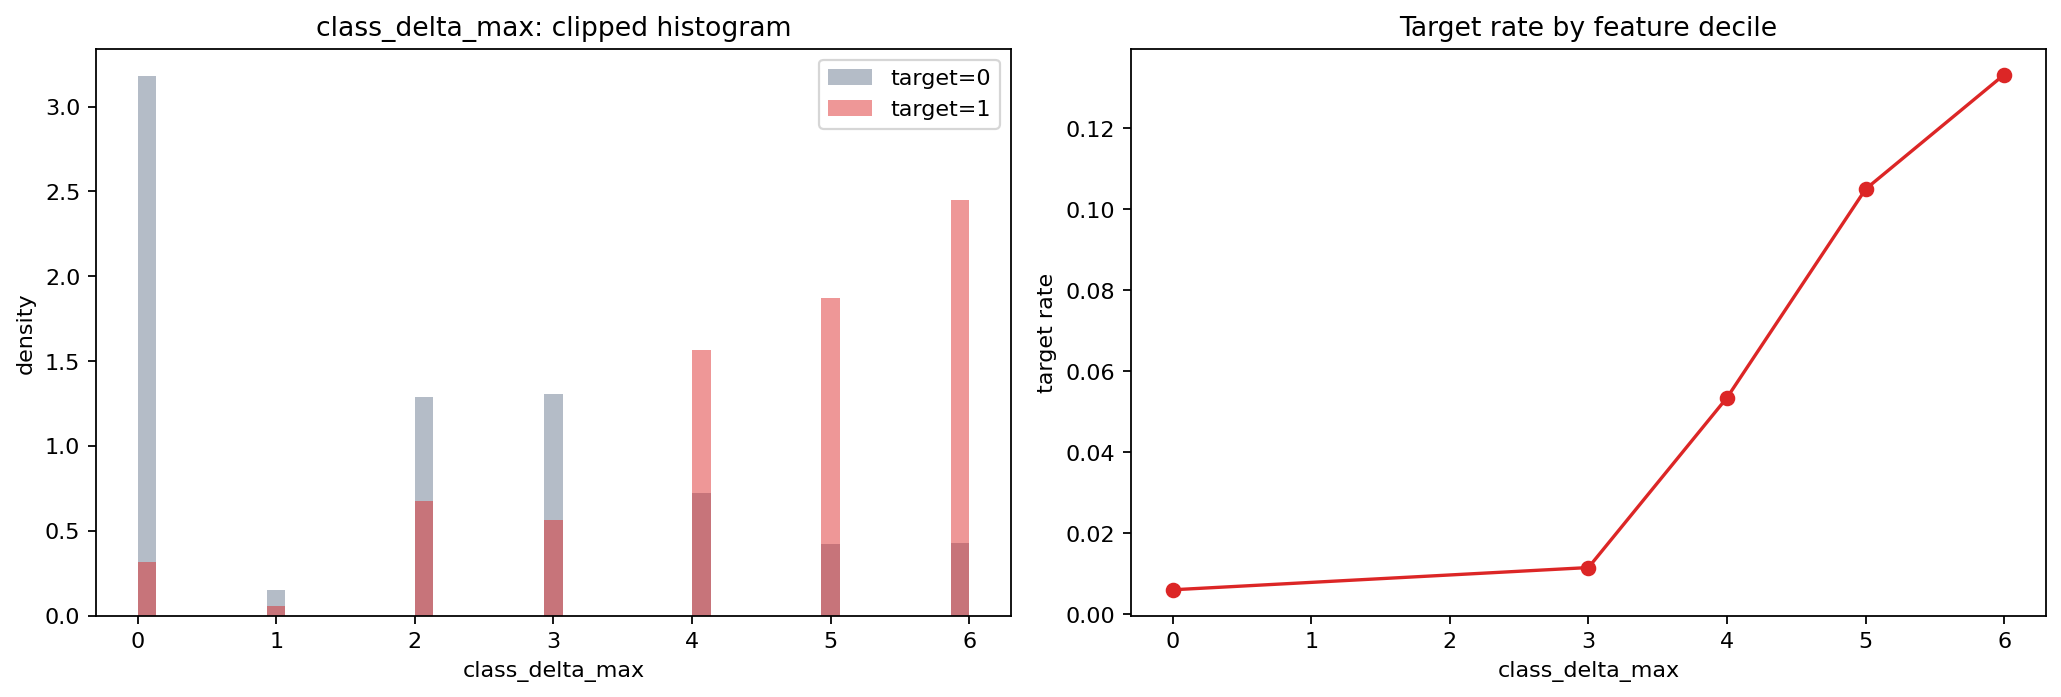 class_delta_max: clipped histogram
target=0
target=1
density
3.0
2.5
2.0
1.5
1.0
0.5
0.0
0 1 2 3 4 5 6
class_delta_max
Target rate by feature decile
target rate
0.12
0.10
0.08
0.06
0.04
0.02
0.00
0 1 2 3 4 5 6
class_delta_max